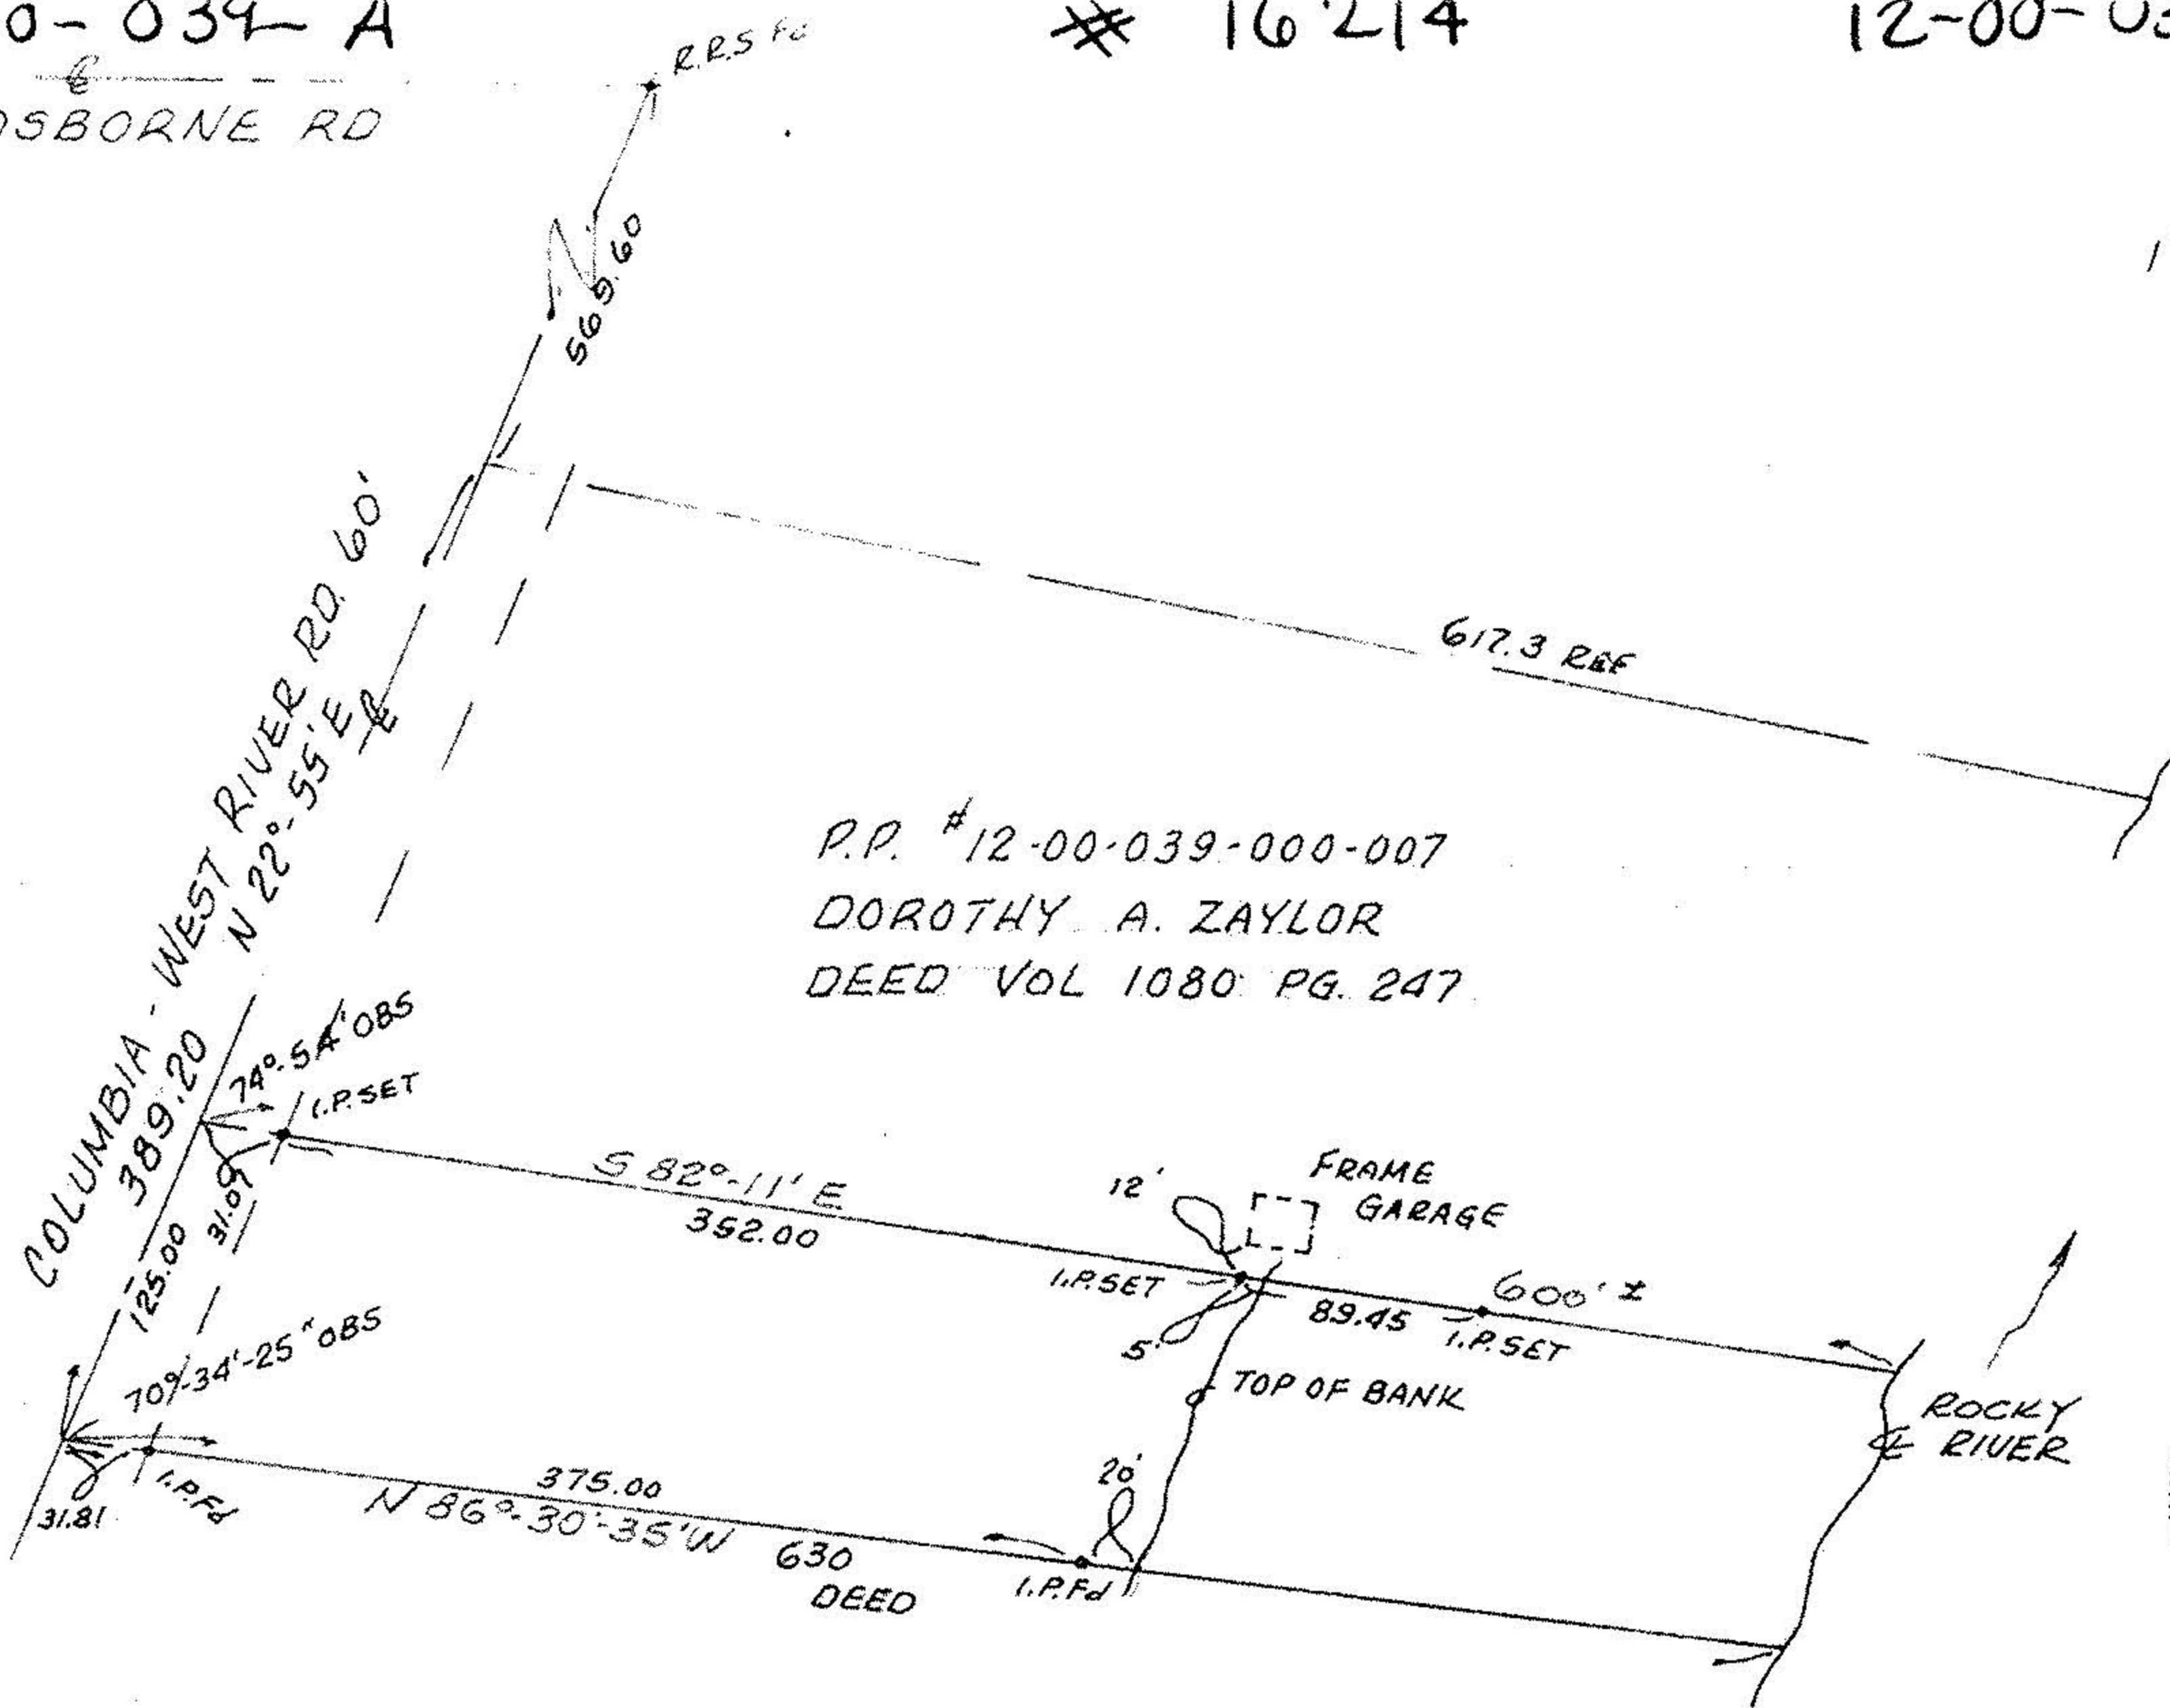 0-039-A
# 16214
12-00-03
℄
OSBORNE RD
R.R.S Fd
N
565.60
COLUMBIA - WEST RIVER RD. 60'
N 22°-55' E
℄
617.3 REF
P.P. #12-00-039-000-007
DOROTHY A. ZAYLOR
DEED VOL 1080 PG. 247
389.20
74°-54' OBS
I.P. SET
31.07
125.00
S 82°-11' E
352.00
12'
FRAME
GARAGE
I.P. SET
5'
89.45
I.P. SET
600' ±
TOP OF BANK
ROCKY
℄ RIVER
70°-34'-25" OBS
31.81
I.P. Fd
375.00
N 86°-30'-35" W
630
DEED
20'
I.P. Fd